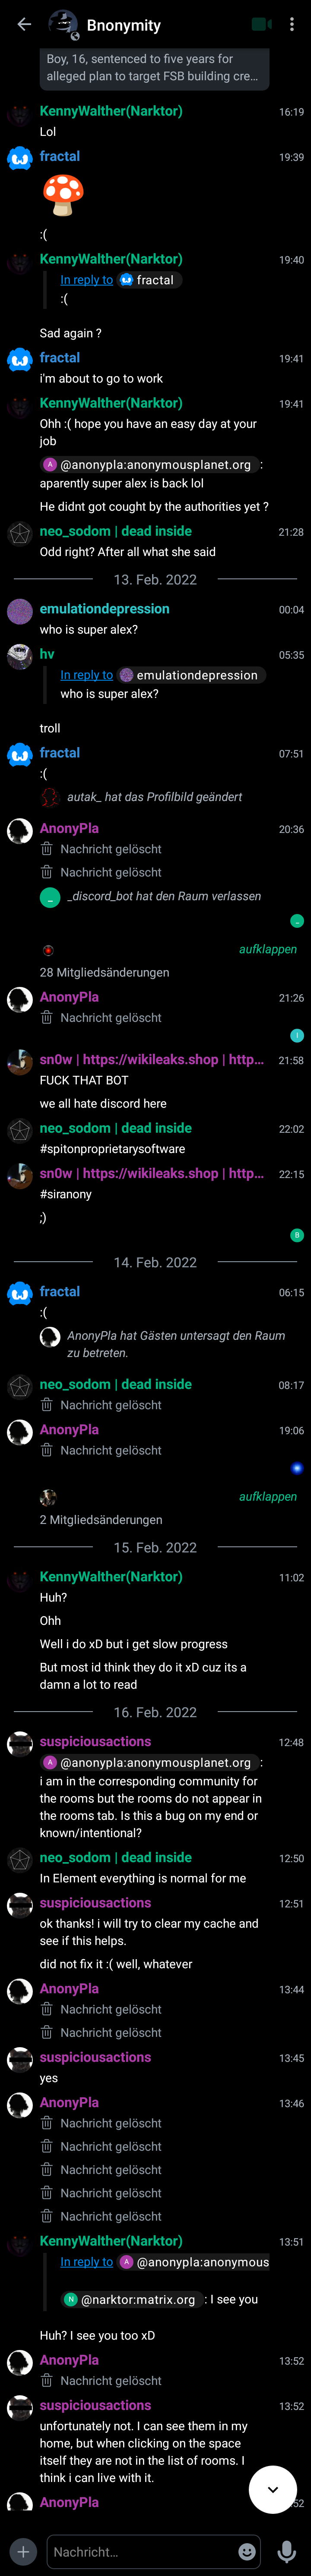 Bnonymity
Boy, 16, sentenced to five years for
alleged plan to target FSB building cre...
KennyWalther(Narktor) 16:19
Lol
fractal 19:39
:(
KennyWalther(Narktor) 19:40
In reply to fractal
:(
Sad again ?
fractal 19:41
i'm about to go to work
KennyWalther(Narktor) 19:41
Ohh :( hope you have an easy day at your
job
A @anonypla:anonymousplanet.org :
aparently super alex is back lol
He didnt got cought by the authorities yet ?
neo_sodom | dead inside 21:28
Odd right? After all what she said
13. Feb. 2022
emulationdepression 00:04
who is super alex?
hv 05:35
In reply to emulationdepression
who is super alex?
troll
fractal 07:51
:(
autak_ hat das Profilbild geändert
AnonyPla 20:36
Nachricht gelöscht
Nachricht gelöscht
_ _discord_bot hat den Raum verlassen
_
aufklappen
28 Mitgliedsänderungen
AnonyPla 21:26
Nachricht gelöscht
I
sn0w | https://wikileaks.shop | http... 21:58
FUCK THAT BOT
we all hate discord here
neo_sodom | dead inside 22:02
#spitonproprietarysoftware
sn0w | https://wikileaks.shop | http... 22:15
#siranony
;)
B
14. Feb. 2022
fractal 06:15
:(
AnonyPla hat Gästen untersagt den Raum
zu betreten.
neo_sodom | dead inside 08:17
Nachricht gelöscht
AnonyPla 19:06
Nachricht gelöscht
aufklappen
2 Mitgliedsänderungen
15. Feb. 2022
KennyWalther(Narktor) 11:02
Huh?
Ohh
Well i do xD but i get slow progress
But most id think they do it xD cuz its a
damn a lot to read
16. Feb. 2022
suspiciousactions 12:48
A @anonypla:anonymousplanet.org :
i am in the corresponding community for
the rooms but the rooms do not appear in
the rooms tab. Is this a bug on my end or
known/intentional?
neo_sodom | dead inside 12:50
In Element everything is normal for me
suspiciousactions 12:51
ok thanks! i will try to clear my cache and
see if this helps.
did not fix it :( well, whatever
AnonyPla 13:44
Nachricht gelöscht
Nachricht gelöscht
suspiciousactions 13:45
yes
AnonyPla 13:46
Nachricht gelöscht
Nachricht gelöscht
Nachricht gelöscht
Nachricht gelöscht
Nachricht gelöscht
KennyWalther(Narktor) 13:51
In reply to A @anonypla:anonymous
N @narktor:matrix.org : I see you
Huh? I see you too xD
AnonyPla 13:52
Nachricht gelöscht
suspiciousactions 13:52
unfortunately not. I can see them in my
home, but when clicking on the space
itself they are not in the list of rooms. I
think i can live with it.
AnonyPla :52
Nachricht...